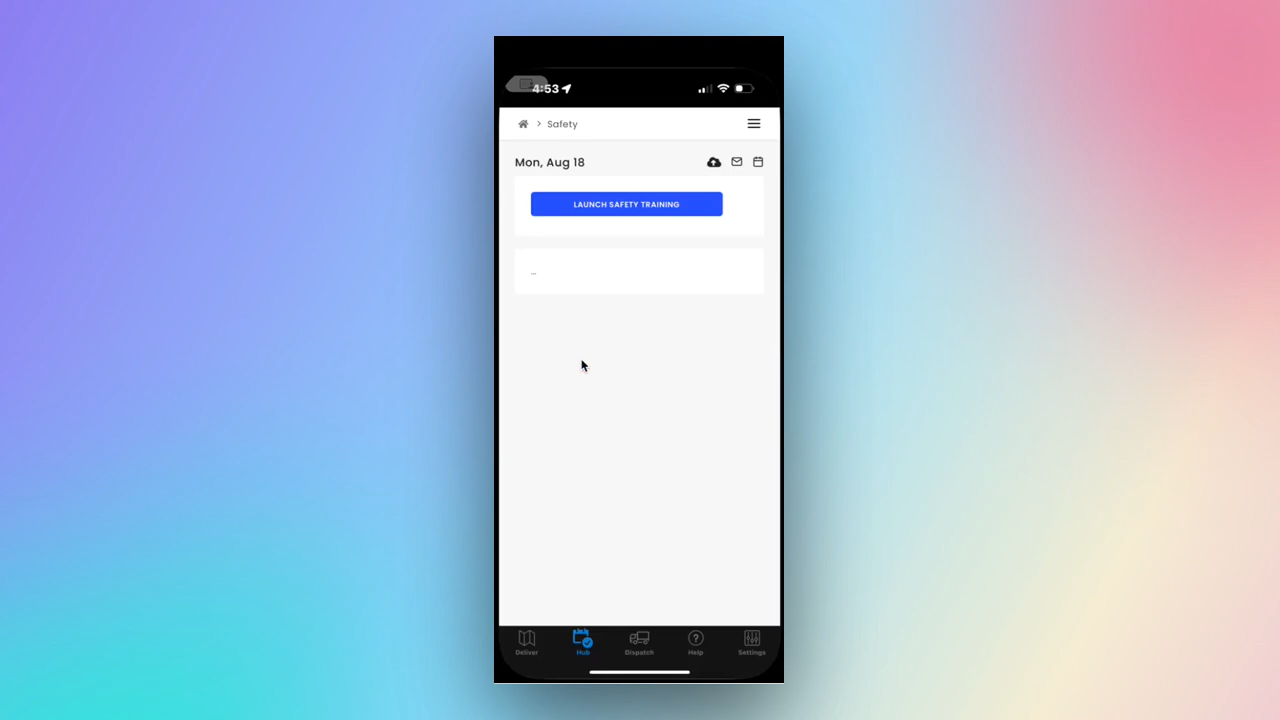 4:53
> Safety
Mon, Aug 18
LAUNCH SAFETY TRAINING
...
Deliver
Hub
Dispatch
Help
Settings